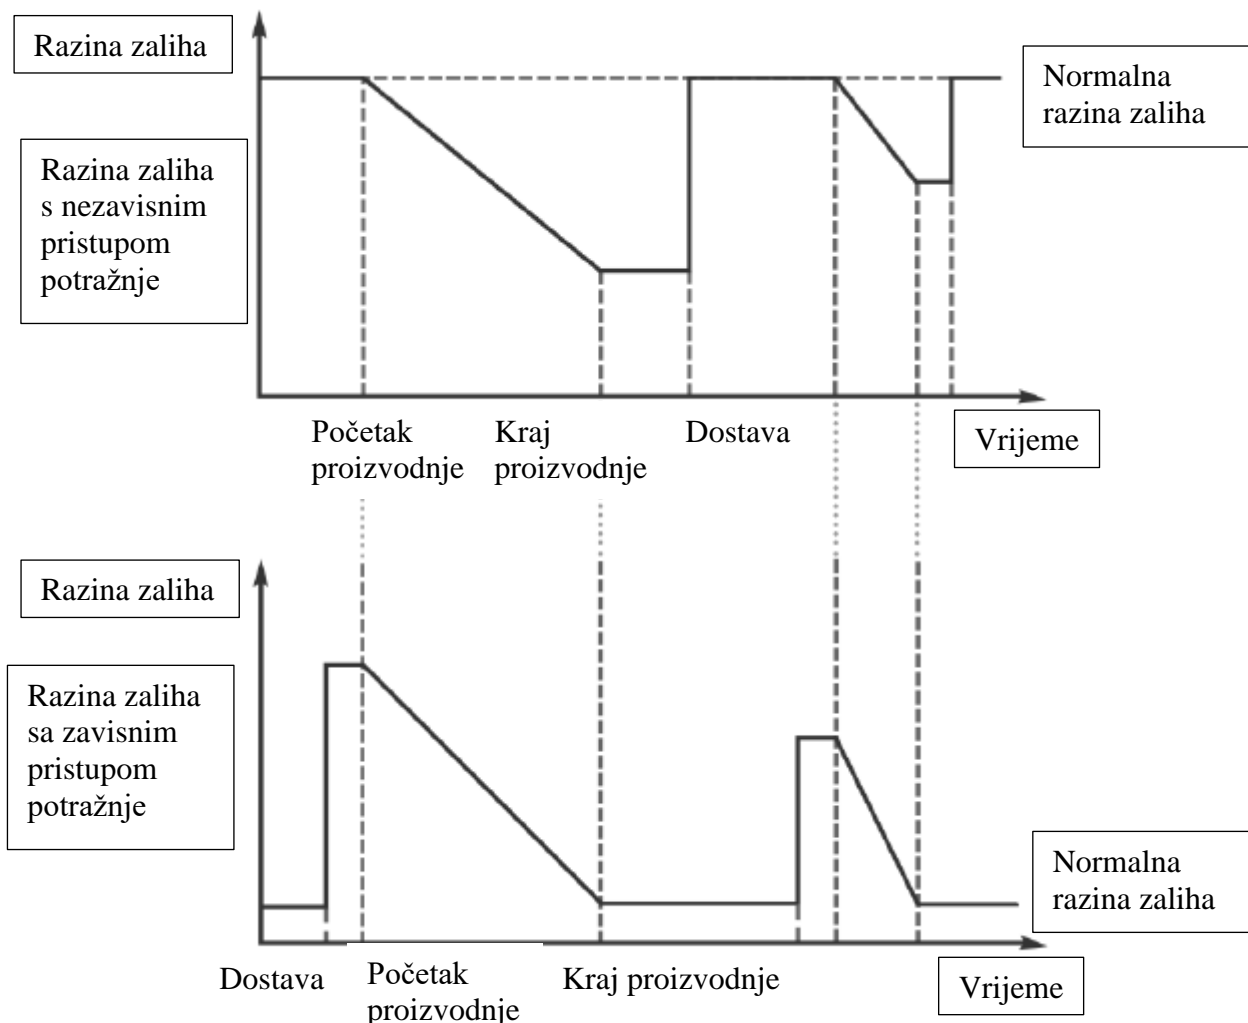 Razina zaliha
Normalna
razina zaliha
Razina zaliha
s nezavisnim
pristupom
potražnje
Početak
proizvodnje
Kraj
proizvodnje
Dostava
Vrijeme
Razina zaliha
Razina zaliha
sa zavisnim
pristupom
potražnje
Normalna
razina zaliha
Dostava
Početak
proizvodnje
Kraj proizvodnje
Vrijeme